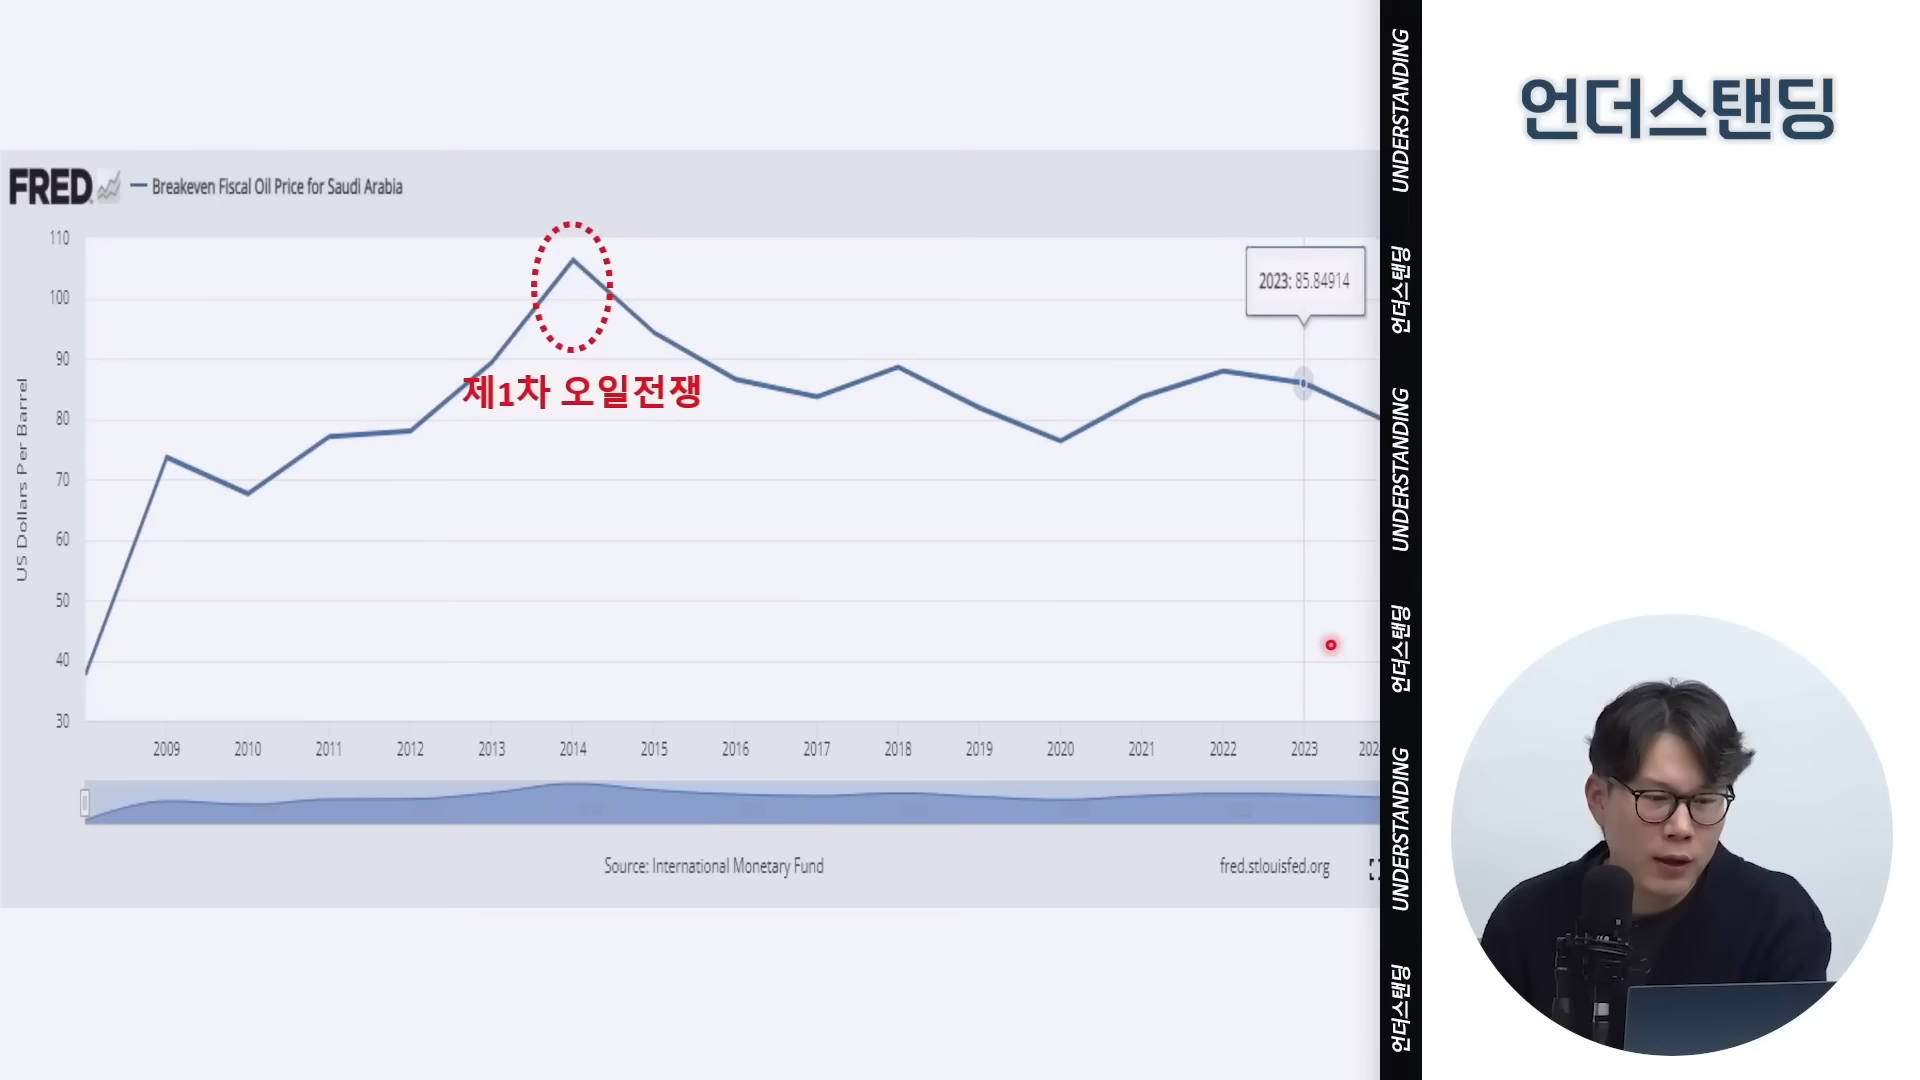 FRED
Breakeven Fiscal Oil Price for Saudi Arabia
110
100
90
80
70
60
50
40
30
US Dollars Per Barrel
제1차 오일전쟁
2023: 85.84914
2009 2010 2011 2012 2013 2014 2015 2016 2017 2018 2019 2020 2021 2022 2023 202
Source: International Monetary Fund
fred.stlouisfed.org
UNDERSTANDING
언더스탠딩
UNDERSTANDING
언더스탠딩
UNDERSTANDING
언더스탠딩
언더스탠딩